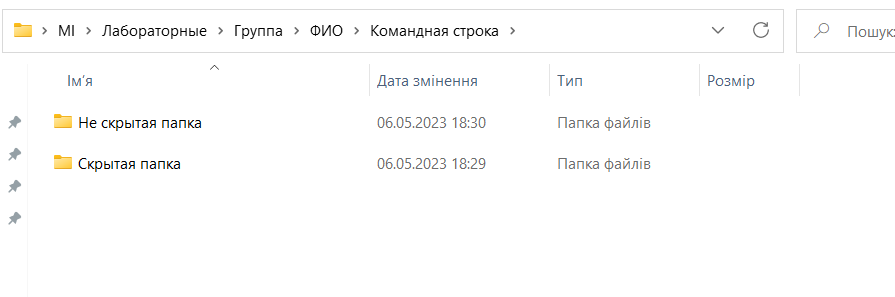 MI > Лабораторные > Группа > ФИО > Командная строка >
Пошук:
Ім'я Дата змінення Тип Розмір
Не скрытая папка 06.05.2023 18:30 Папка файлів
Скрытая папка 06.05.2023 18:29 Папка файлів